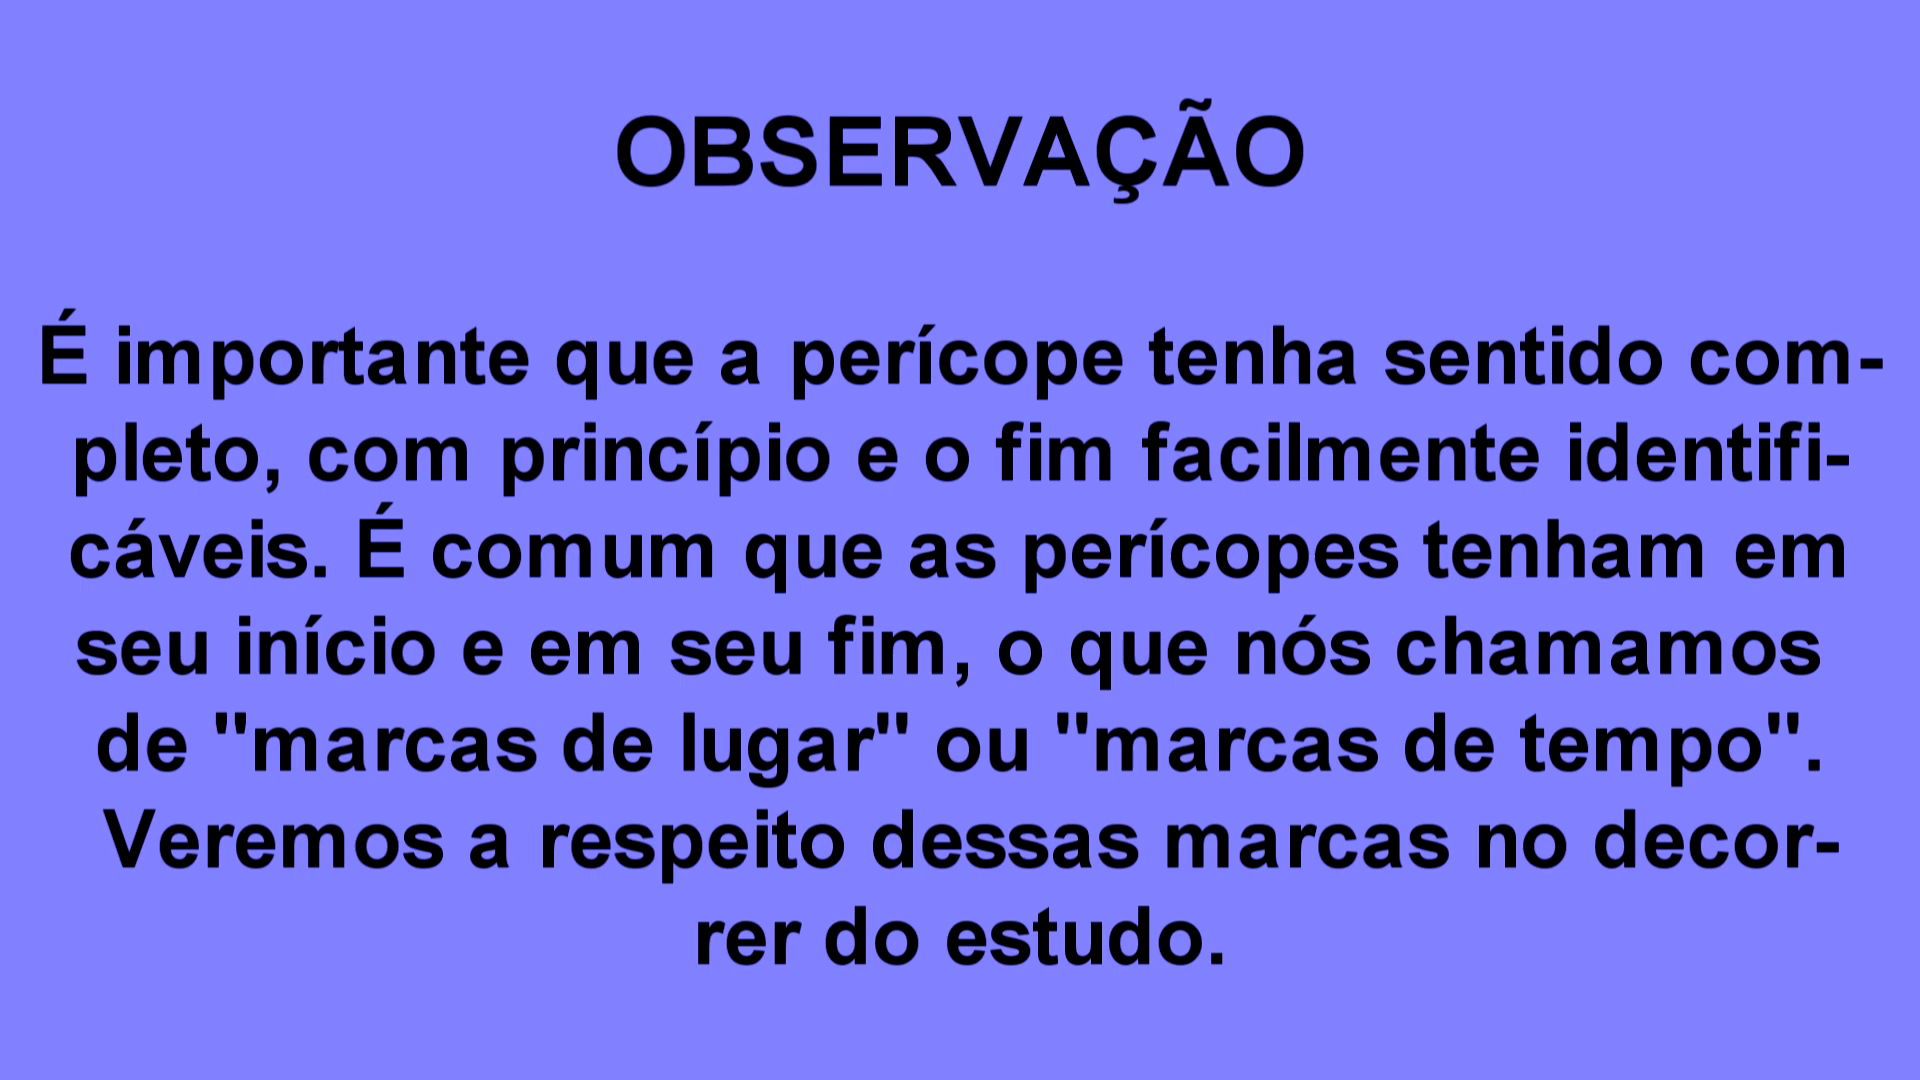 OBSERVAÇÃO
É importante que a perícope tenha sentido com-
pleto, com princípio e o fim facilmente identifi-
cáveis. É comum que as perícopes tenham em
seu início e em seu fim, o que nós chamamos
de "marcas de lugar" ou "marcas de tempo".
Veremos a respeito dessas marcas no decor-
rer do estudo.